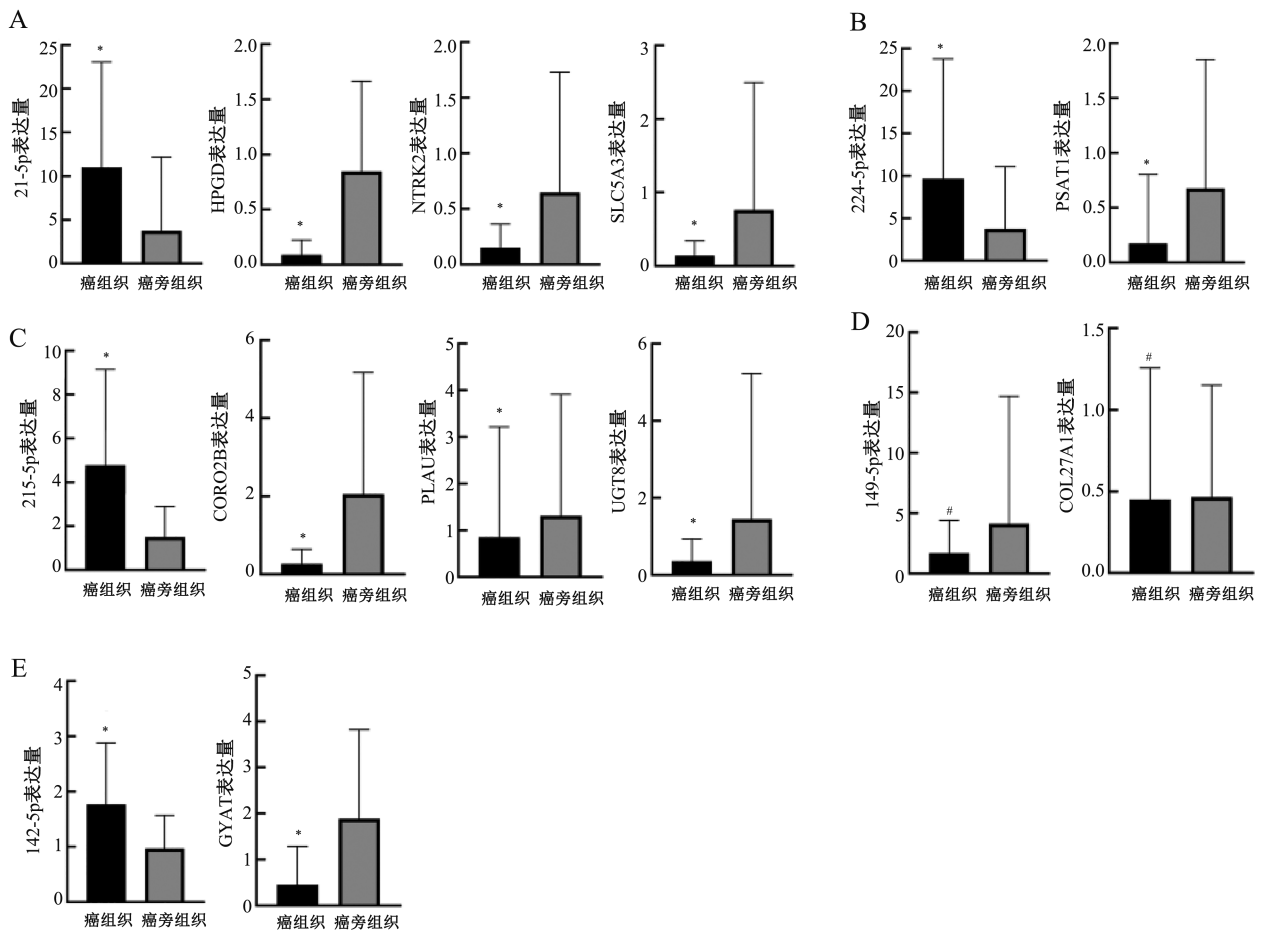 A
21-5p表达量
25
20
15
10
5
0
*
癌组织 癌旁组织
HPGD表达量
2.0
1.5
1.0
0.5
0.0
*
癌组织 癌旁组织
NTRK2表达量
2.0
1.5
1.0
0.5
0.0
*
癌组织 癌旁组织
SLC5A3表达量
3
2
1
0
*
癌组织 癌旁组织
B
224-5p表达量
25
20
15
10
5
0
*
癌组织 癌旁组织
PSAT1表达量
2.0
1.5
1.0
0.5
0.0
*
癌组织 癌旁组织
C
215-5p表达量
10
8
6
4
2
0
*
癌组织 癌旁组织
CORO2B表达量
6
4
2
0
*
癌组织 癌旁组织
PLAU表达量
5
4
3
2
1
0
*
癌组织 癌旁组织
UGT8表达量
6
4
2
0
*
癌组织 癌旁组织
D
149-5p表达量
20
15
10
5
0
#
癌组织 癌旁组织
COL27A1表达量
1.5
1.0
0.5
0.0
#
癌组织 癌旁组织
E
142-5p表达量
4
3
2
1
0
*
癌组织 癌旁组织
GYAT表达量
5
4
3
2
1
0
*
癌组织 癌旁组织